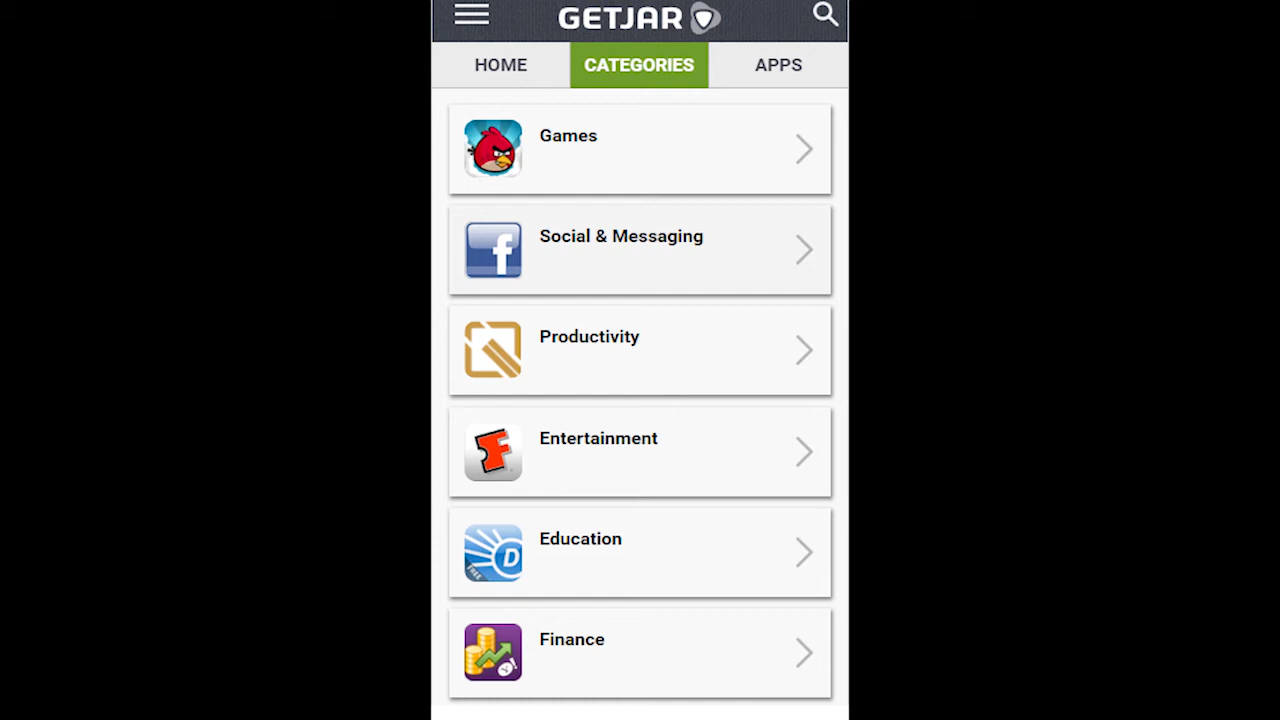 GETJAR
HOME CATEGORIES APPS
Games
Social & Messaging
Productivity
Entertainment
Education
Finance